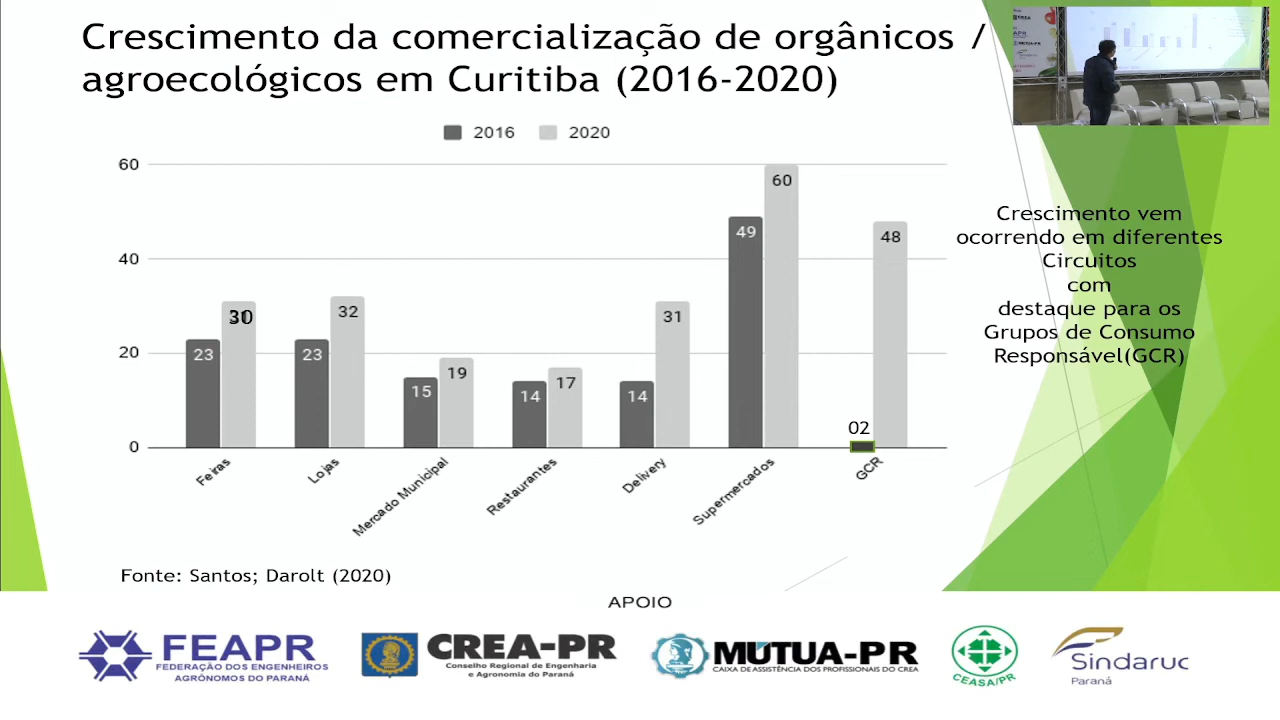 Crescimento da comercialização de orgânicos /
agroecológicos em Curitiba (2016-2020)
2016 2020
60
40
20
0
23
30
23
32
15
19
14
17
14
31
49
60
02
48
Feiras
Lojas
Mercado Municipal
Restaurantes
Delivery
Supermercados
GCR
Crescimento vem
ocorrendo em diferentes
Circuitos
com
destaque para os
Grupos de Consumo
Responsável(GCR)
Fonte: Santos; Darolt (2020)
APOIO
FEAPR
FEDERAÇÃO DOS ENGENHEIROS
AGRÔNOMOS DO PARANÁ
CREA-PR
Conselho Regional de Engenharia
e Agronomia do Paraná
MÚTUA-PR
CAIXA DE ASSISTÊNCIA DOS PROFISSIONAIS DO CREA
CEASA/PR
Sindaruc
Paraná
CREA
FEAPR
MUTUA-PR